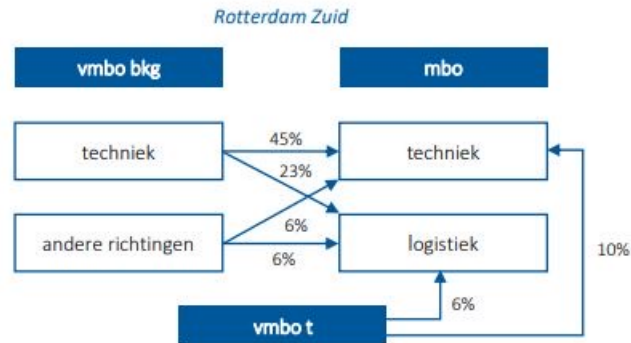 Rotterdam Zuid
vmbo bkg
mbo
techniek
45%
techniek
23%
andere richtingen
6%
6%
logistiek
10%
6%
vmbo t